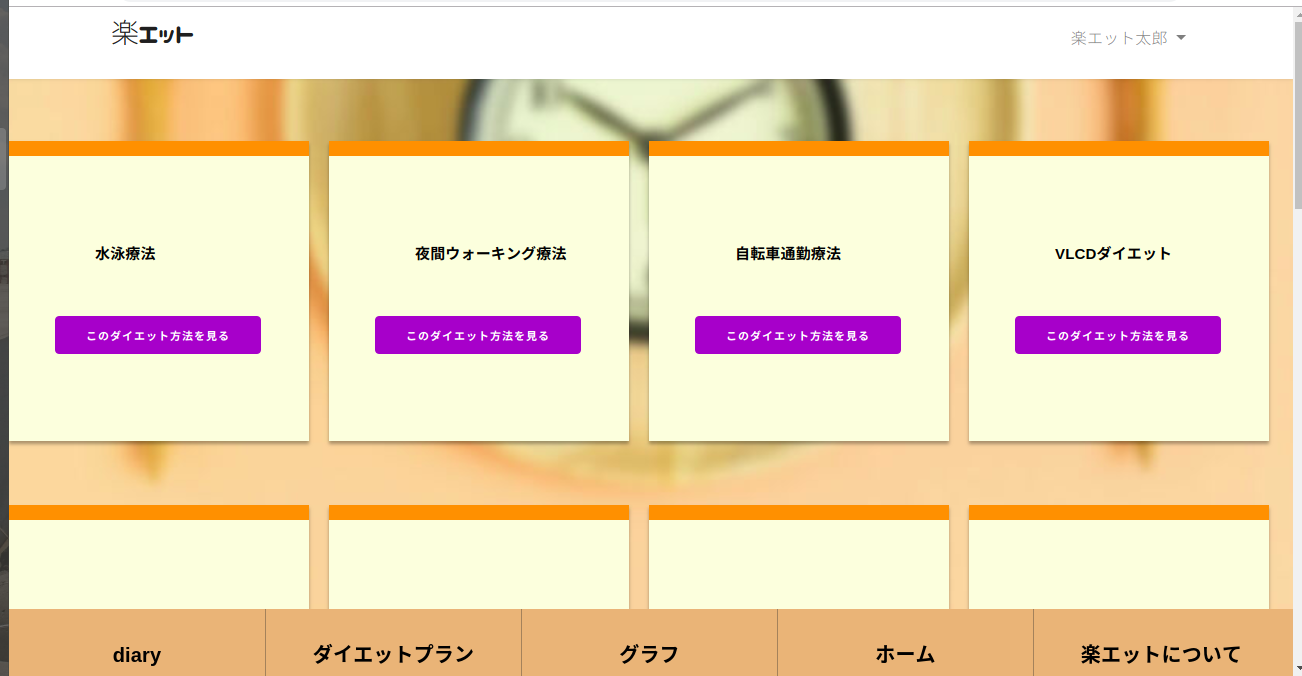 楽エット
楽エット太郎
水泳療法
夜間ウォーキング療法
自転車通勤療法
VLCDダイエット
このダイエット方法を見る
このダイエット方法を見る
このダイエット方法を見る
このダイエット方法を見る
diary
ダイエットプラン
グラフ
ホーム
楽エットについて